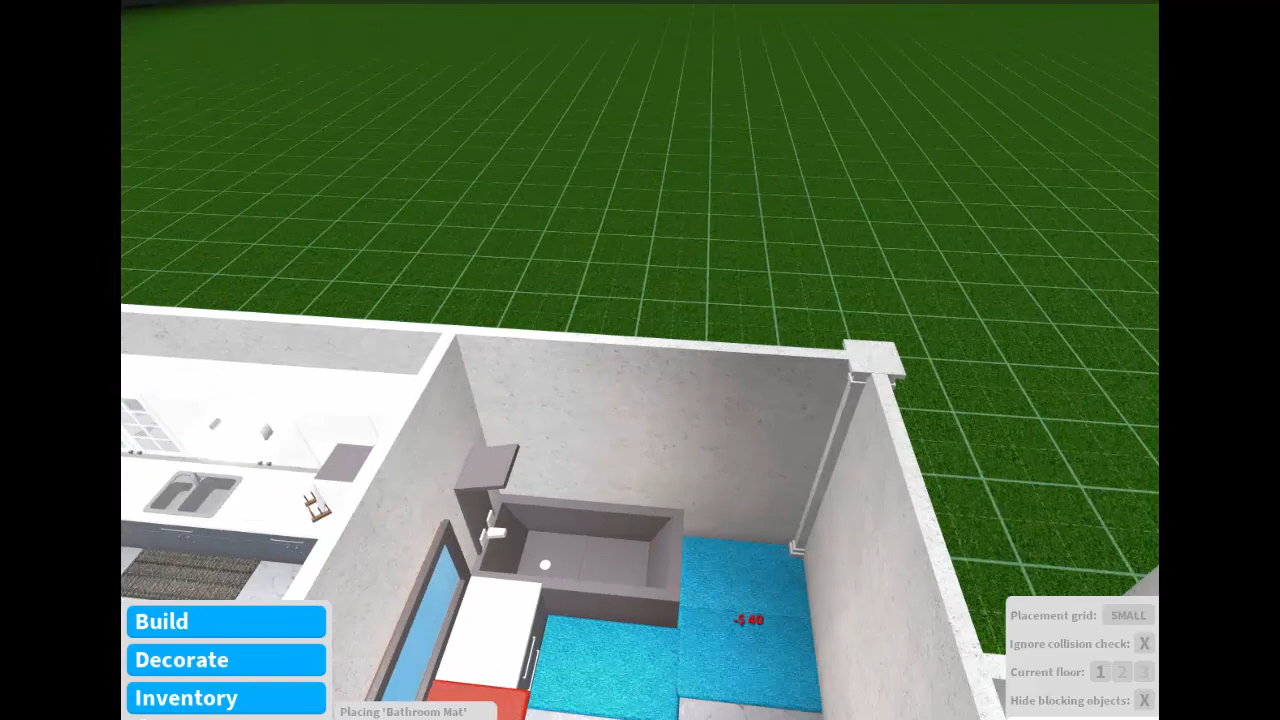 -$ 40
Build
Decorate
Inventory
Placing 'Bathroom Mat'
Placement grid: SMALL
Ignore collision check: X
Current floor: 1 2 3
Hide blocking objects: X